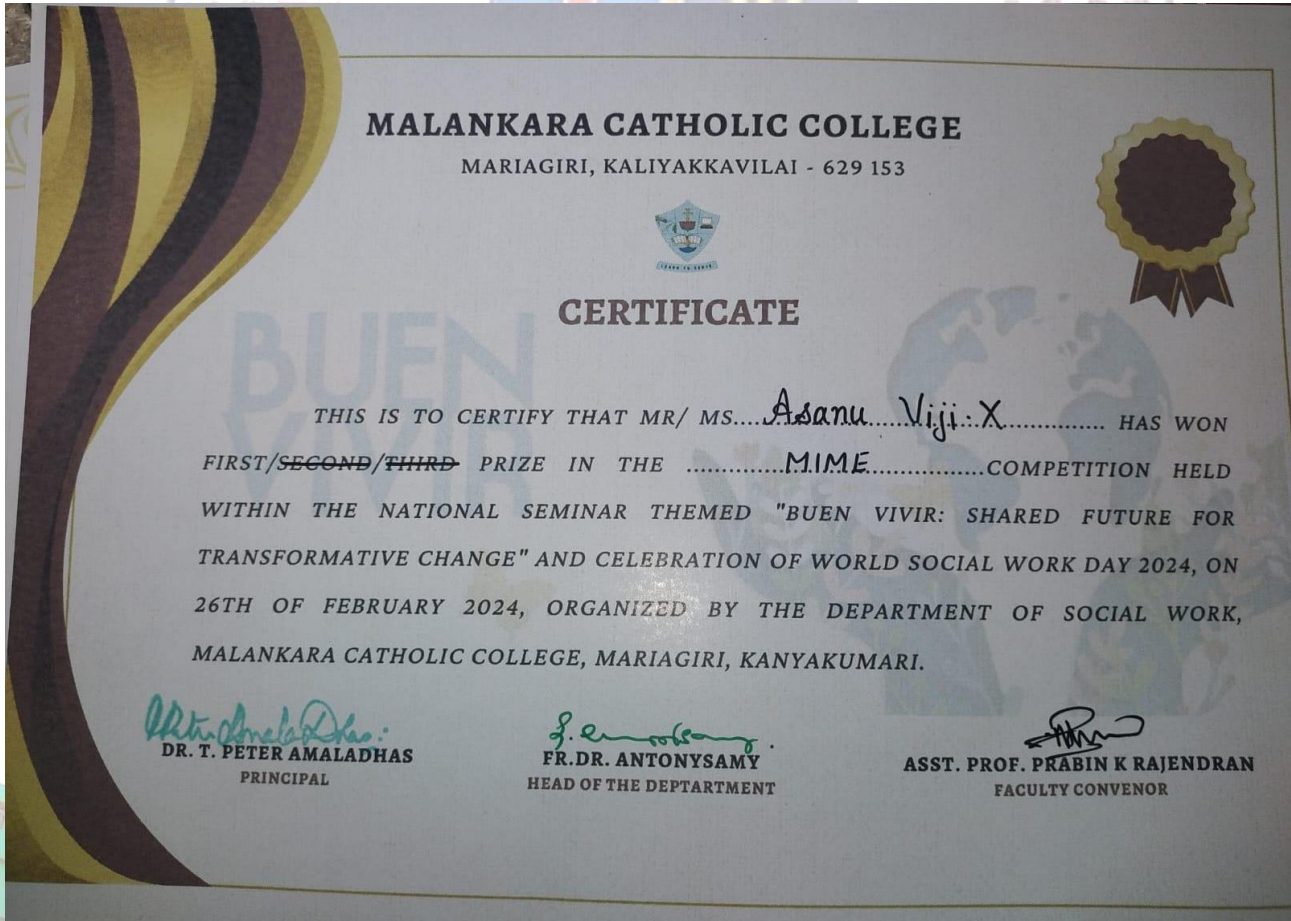 MALANKARA CATHOLIC COLLEGE
MARIAGIRI, KALIYAKKAVILAI - 629 153
LEARN TO SERVE
CERTIFICATE
BUEN
VIVIR
THIS IS TO CERTIFY THAT MR/ MS....Asanu....Viji.X.............. HAS WON
FIRST/SECOND/THIRD PRIZE IN THE .............MIME................COMPETITION HELD
WITHIN THE NATIONAL SEMINAR THEMED "BUEN VIVIR: SHARED FUTURE FOR
TRANSFORMATIVE CHANGE" AND CELEBRATION OF WORLD SOCIAL WORK DAY 2024, ON
26TH OF FEBRUARY 2024, ORGANIZED BY THE DEPARTMENT OF SOCIAL WORK,
MALANKARA CATHOLIC COLLEGE, MARIAGIRI, KANYAKUMARI.
DR. T. PETER AMALADHAS
PRINCIPAL
FR.DR. ANTONYSAMY
HEAD OF THE DEPTARTMENT
ASST. PROF. PRABIN K RAJENDRAN
FACULTY CONVENOR